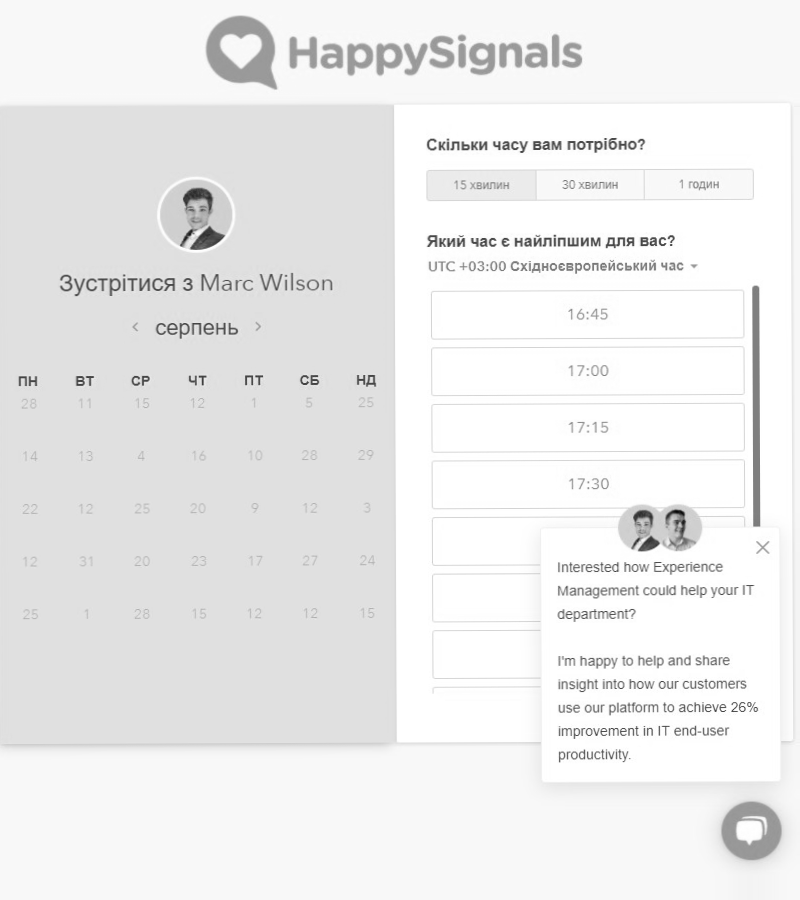 HappySignals
Зустрітися з Marc Wilson
серпень
ПН ВТ СР ЧТ ПТ СБ НД
28 11 15 12 1 5 25
14 13 4 16 10 28 29
22 12 25 20 9 12 3
12 31 20 23 17 27 24
25 1 28 15 12 12 15
Скільки часу вам потрібно?
15 хвилин 30 хвилин 1 годин
Який час є найліпшим для вас?
UTC +03:00 Східноєвропейський час
16:45
17:00
17:15
17:30
Interested how Experience
Management could help your IT
department?
I'm happy to help and share
insight into how our customers
use our platform to achieve 26%
improvement in IT end-user
productivity.